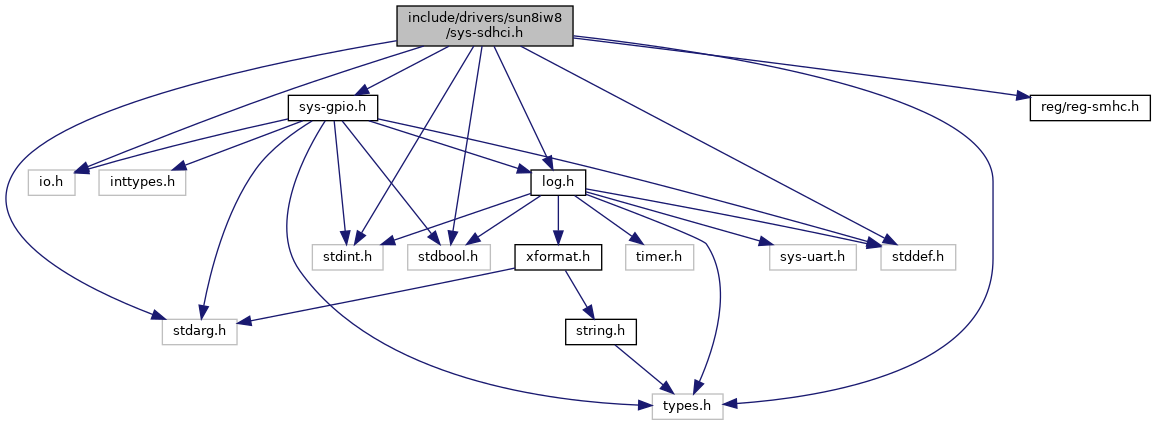 include/drivers/sun8iw8
/sys-sdhci.h
sys-gpio.h
reg/reg-smhc.h
io.h
inttypes.h
log.h
stdint.h
stdbool.h
xformat.h
timer.h
sys-uart.h
stddef.h
stdarg.h
string.h
types.h